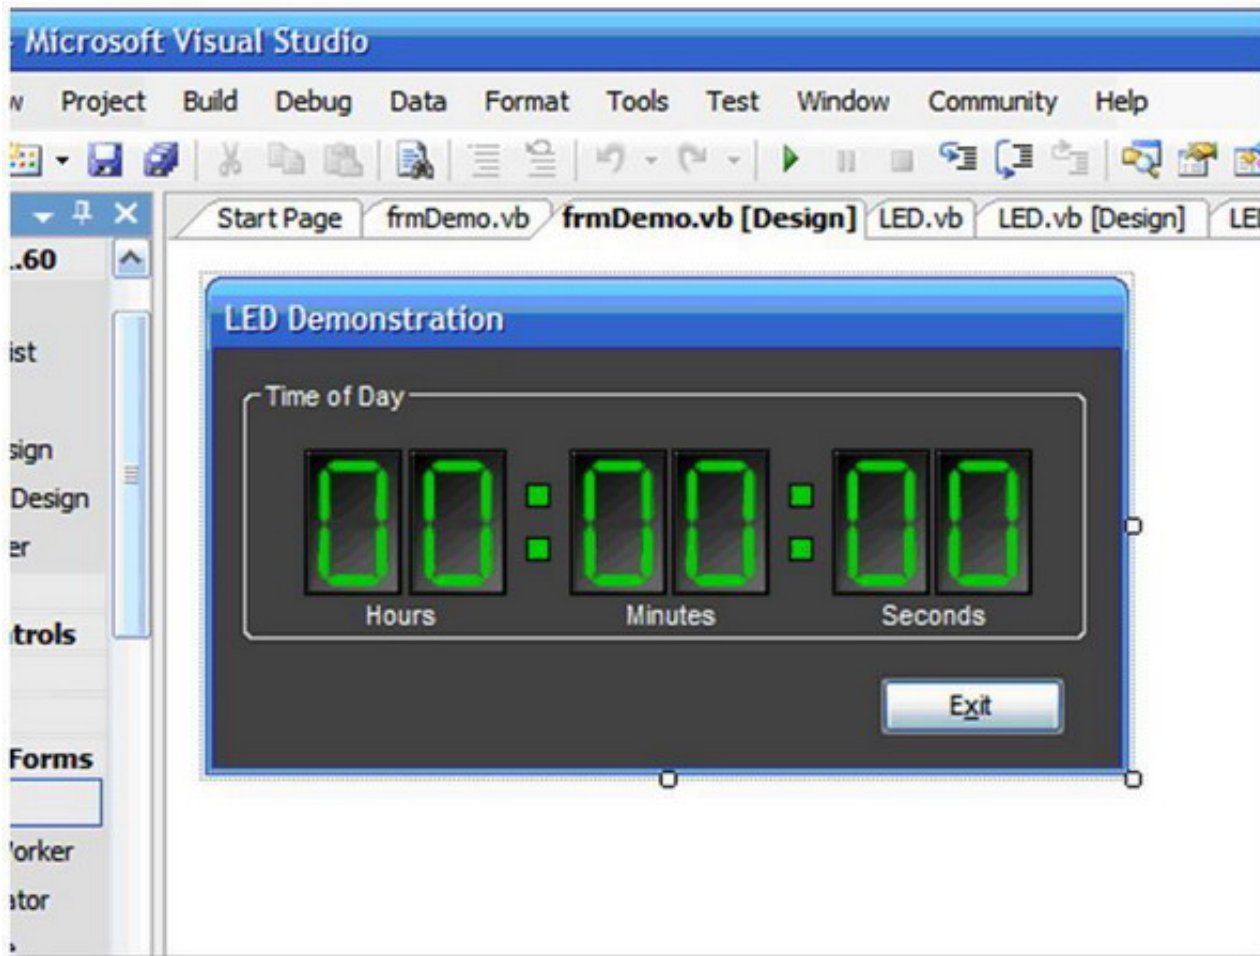 Microsoft Visual Studio
Project Build Debug Data Format Tools Test Window Community Help
Start Page frmDemo.vb frmDemo.vb [Design] LED.vb LED.vb [Design]
.60
LED Demonstration
Time of Day
00:00:00
Hours Minutes Seconds
Exit
ist
sign
Design
er
trols
Forms
orker
ator